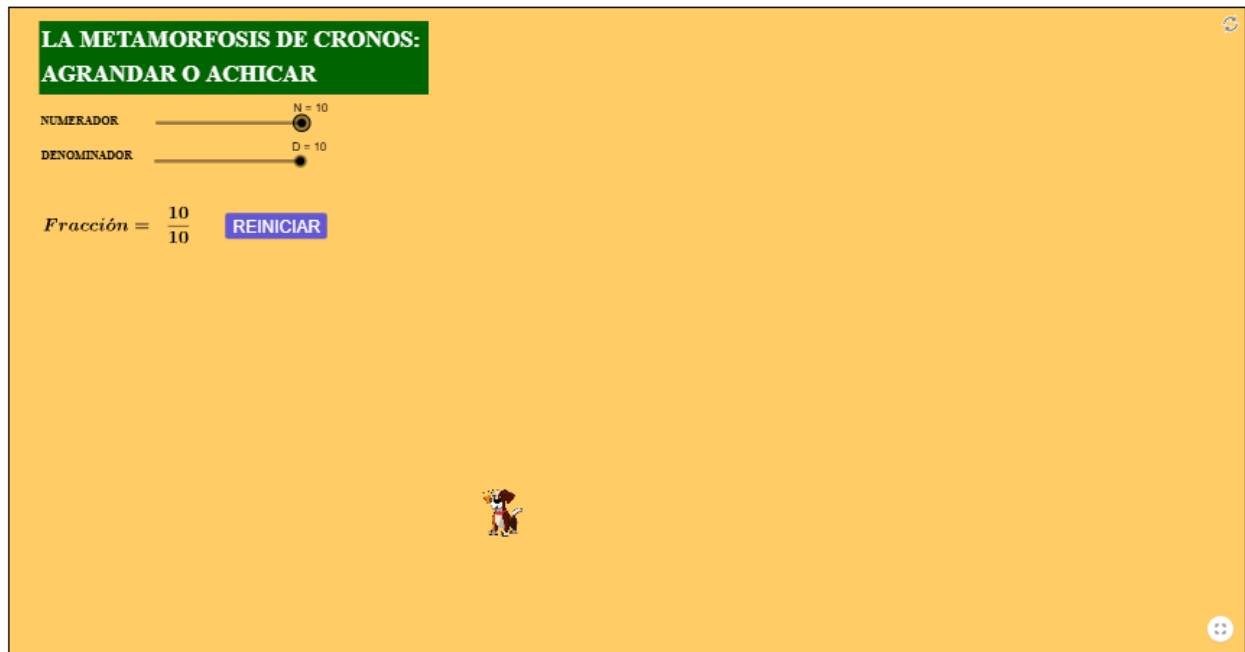 LA METAMORFOSIS DE CRONOS:
AGRANDAR O ACHICAR
N = 10
NUMERADOR
D = 10
DENOMINADOR
Fracción = 10/10
REINICIAR